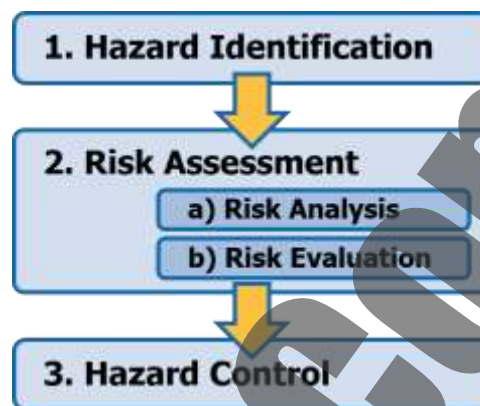 1. Hazard Identification
2. Risk Assessment
a) Risk Analysis
b) Risk Evaluation
3. Hazard Control